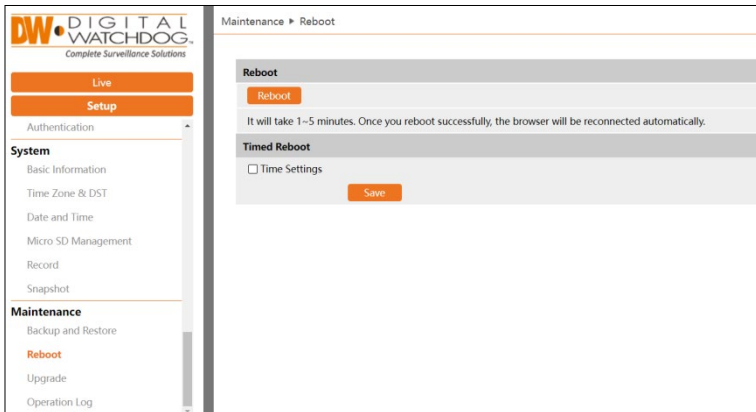 DW DIGITAL
WATCHDOG™
Complete Surveillance Solutions
Live
Setup
Authentication
System
Basic Information
Time Zone & DST
Date and Time
Micro SD Management
Record
Snapshot
Maintenance
Backup and Restore
Reboot
Upgrade
Operation Log
Maintenance ▶ Reboot
Reboot
Reboot
It will take 1~5 minutes. Once you reboot successfully, the browser will be reconnected automatically.
Timed Reboot
Time Settings
Save